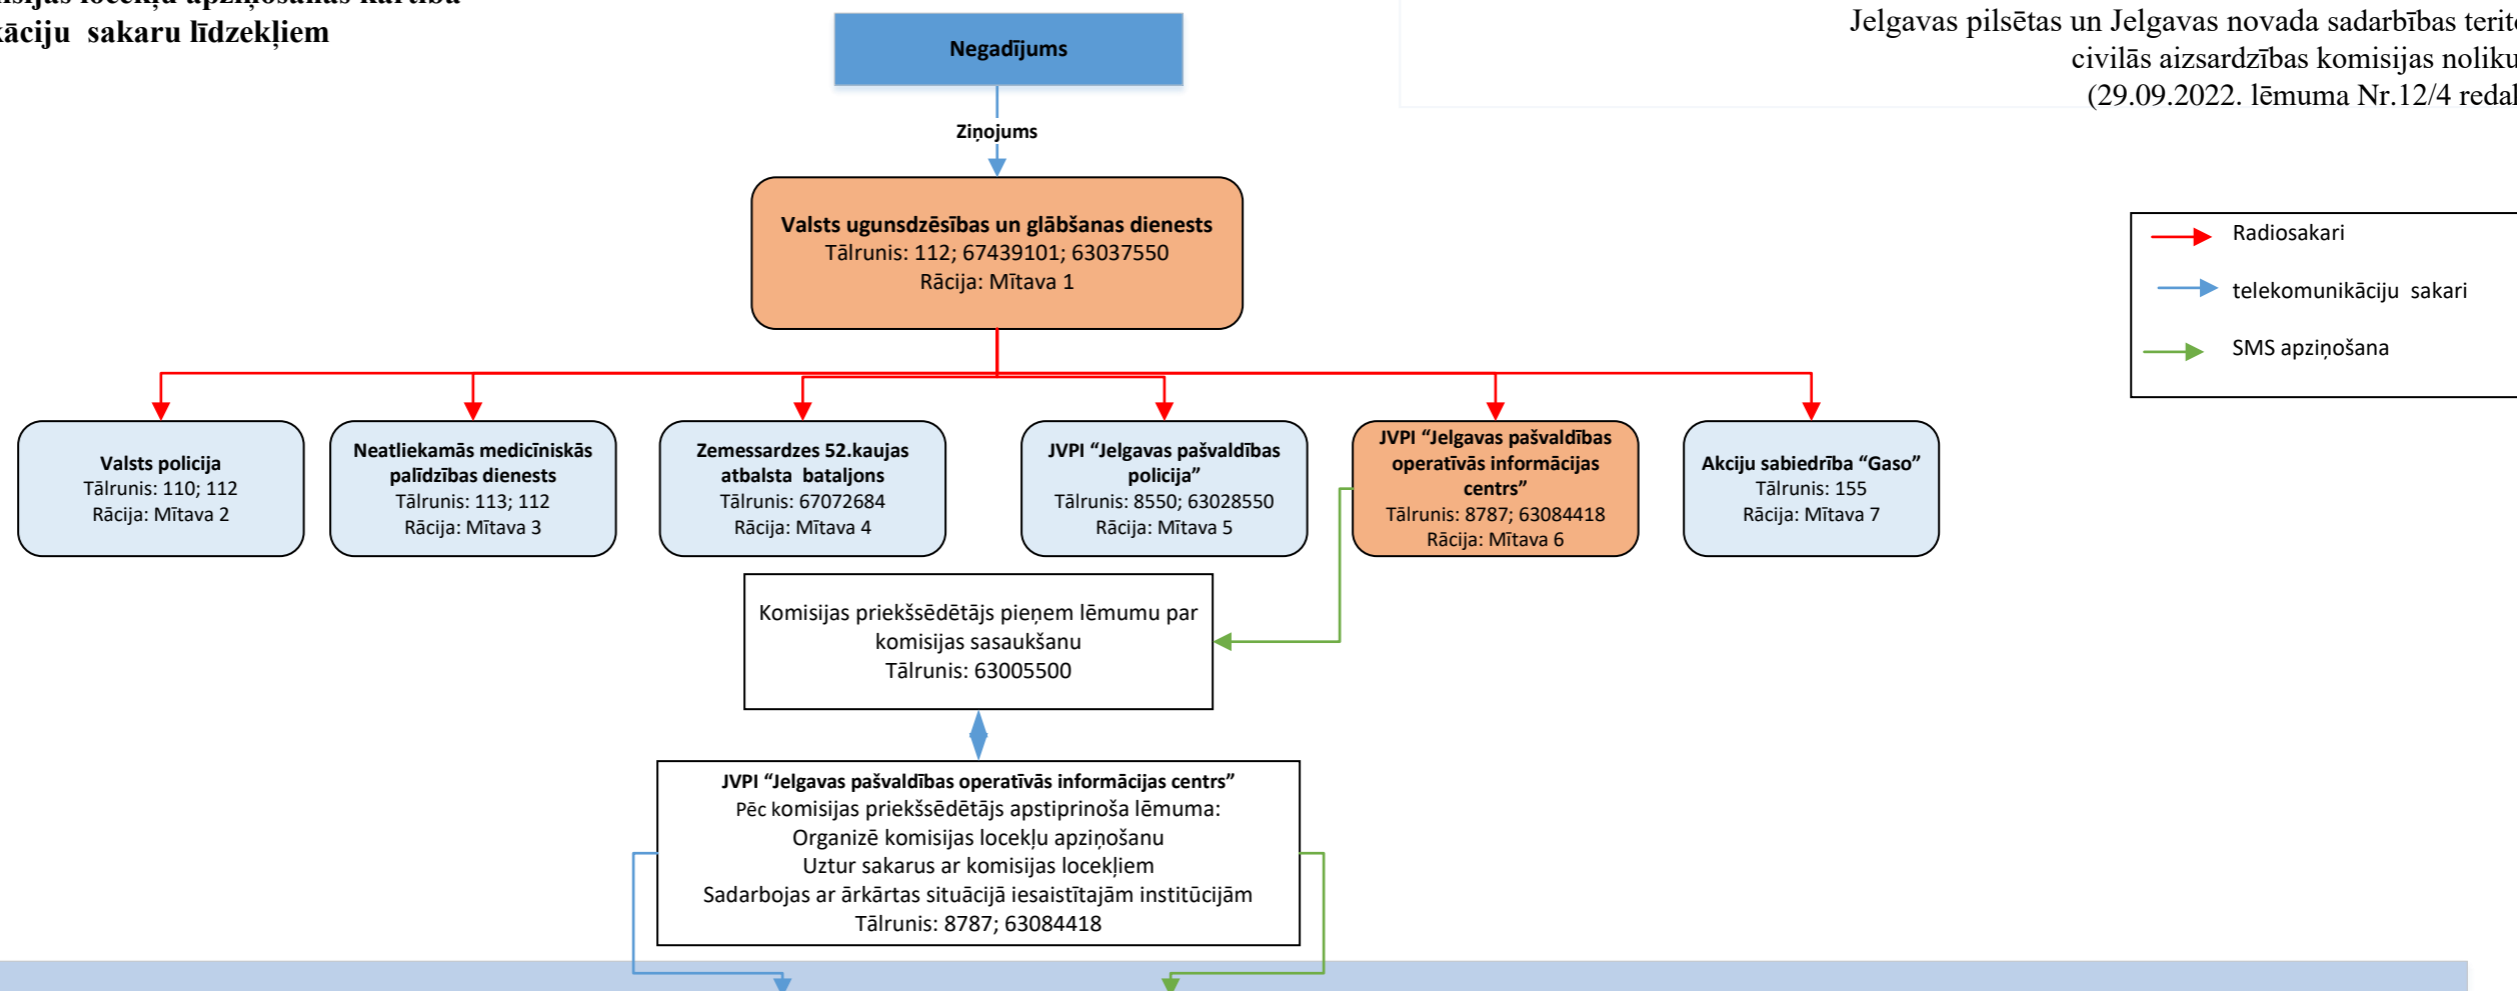 locekļu apziņošanas kārtība
sakaru līdzekļiem
Jelgavas pilsētas un Jelgavas novada sadarbības
civilās aizsardzības komisijas
(29.09.2022. lēmuma Nr.12/4
Negadījums
Ziņojums
Valsts ugunsdzēsības un glābšanas dienests
Tālrunis: 112; 67439101; 63037550
Rācija: Mītava 1
Radiosakari
telekomunikāciju sakari
SMS apziņošana
Valsts policija
Tālrunis: 110; 112
Rācija: Mītava 2
Neatliekamās medicīniskās
palīdzības dienests
Tālrunis: 113; 112
Rācija: Mītava 3
Zemessardzes 52.kaujas
atbalsta bataljons
Tālrunis: 67072684
Rācija: Mītava 4
JVPI “Jelgavas pašvaldības
policija”
Tālrunis: 8550; 63028550
Rācija: Mītava 5
JVPI “Jelgavas pašvaldības
operatīvās informācijas
centrs”
Tālrunis: 8787; 63084418
Rācija: Mītava 6
Akciju sabiedrība “Gaso”
Tālrunis: 155
Rācija: Mītava 7
Komisijas priekšsēdētājs pieņem lēmumu par
komisijas sasaukšanu
Tālrunis: 63005500
JVPI “Jelgavas pašvaldības operatīvās informācijas centrs”
Pēc komisijas priekšsēdētājs apstiprinoša lēmuma:
Organizē komisijas locekļu apziņošanu
Uztur sakarus ar komisijas locekļiem
Sadarbojas ar ārkārtas situācijā iesaistītajām institūcijām
Tālrunis: 8787; 63084418